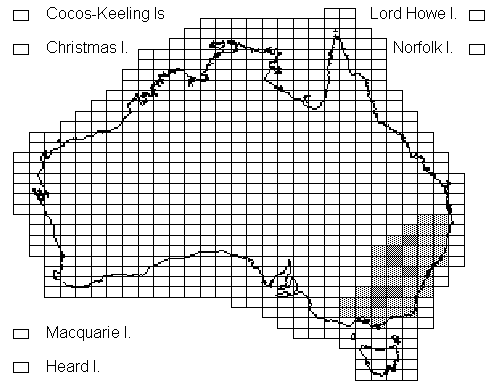 Cocos-Keeling Is
Lord Howe I.
Christmas I.
Norfolk I.
Macquarie I.
Heard I.